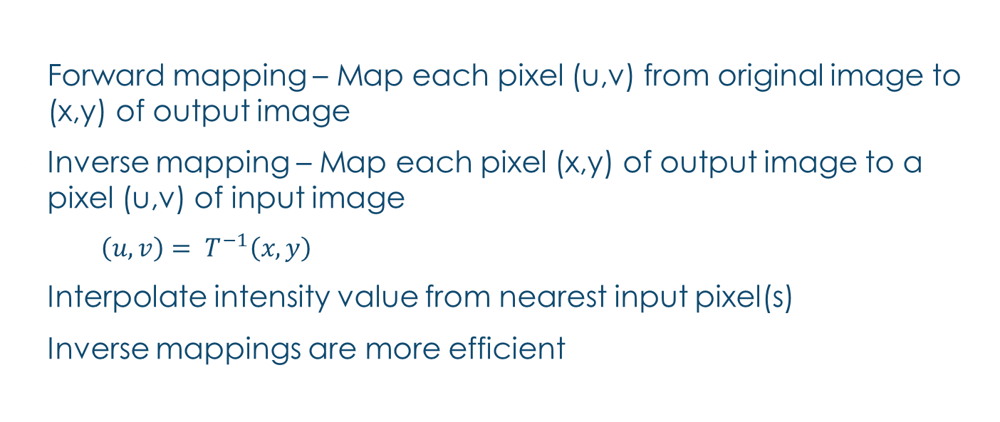 Forward mapping – Map each pixel (u,v) from original image to
(x,y) of output image
Inverse mapping – Map each pixel (x,y) of output image to a
pixel (u,v) of input image
(u, v) = T⁻¹(x, y)
Interpolate intensity value from nearest input pixel(s)
Inverse mappings are more efficient